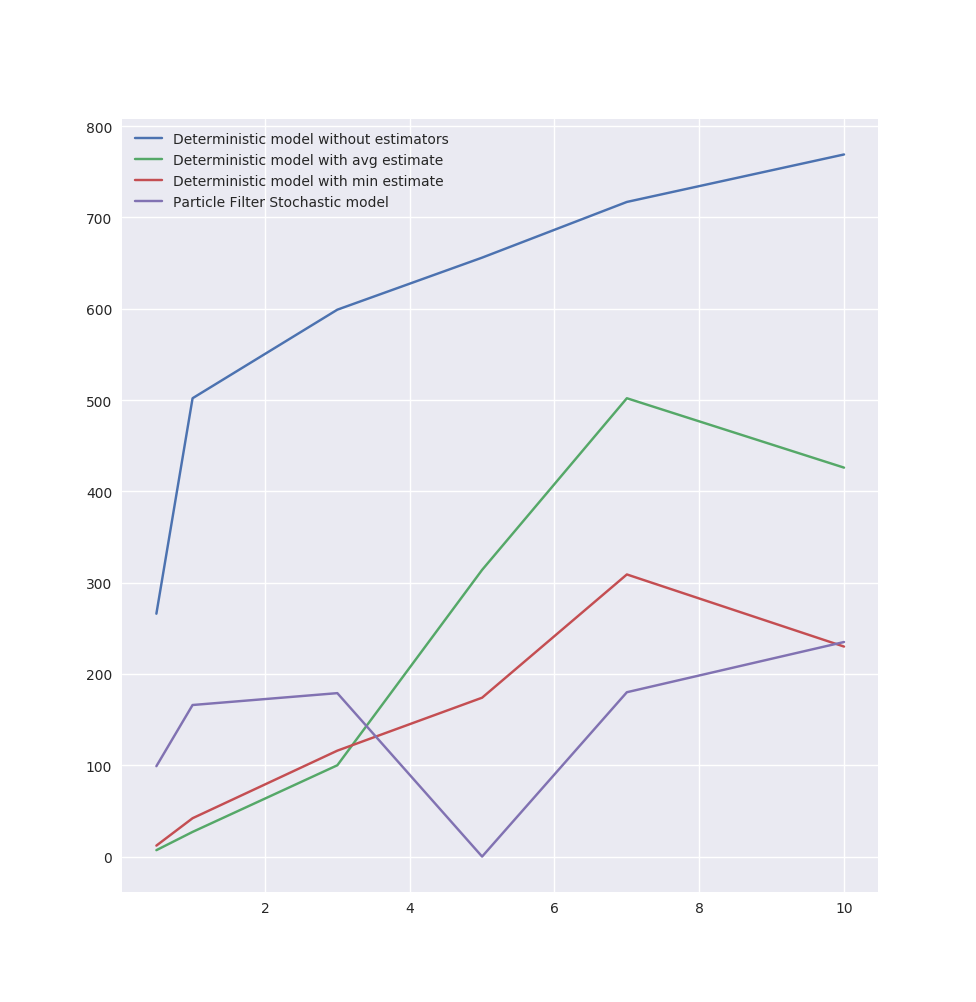 800
700
600
500
400
300
200
100
0
Deterministic model without estimators
Deterministic model with avg estimate
Deterministic model with min estimate
Particle Filter Stochastic model
2 4 6 8 10